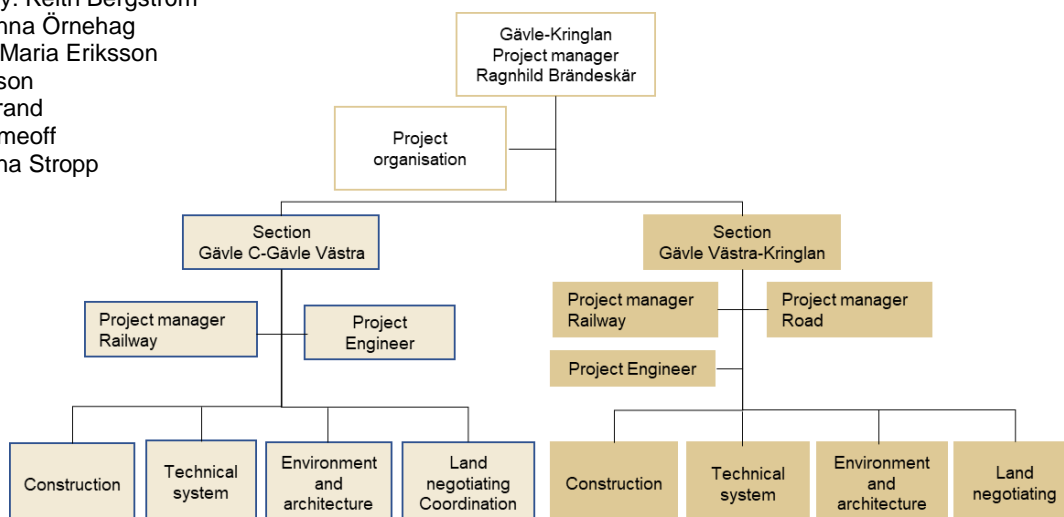 y: Keith Bergström
nna Örnehag
Maria Eriksson
son
rand
meoff
na Stropp
Gävle-Kringlan
Project manager
Ragnhild Brändeskär
Project
organisation
Section
Gävle C-Gävle Västra
Section
Gävle Västra-Kringlan
Project manager
Railway
Project
Engineer
Project manager
Railway
Project manager
Road
Project Engineer
Construction
Technical
system
Environment
and
architecture
Land
negotiating
Coordination
Construction
Technical
system
Environment
and
architecture
Land
negotiating